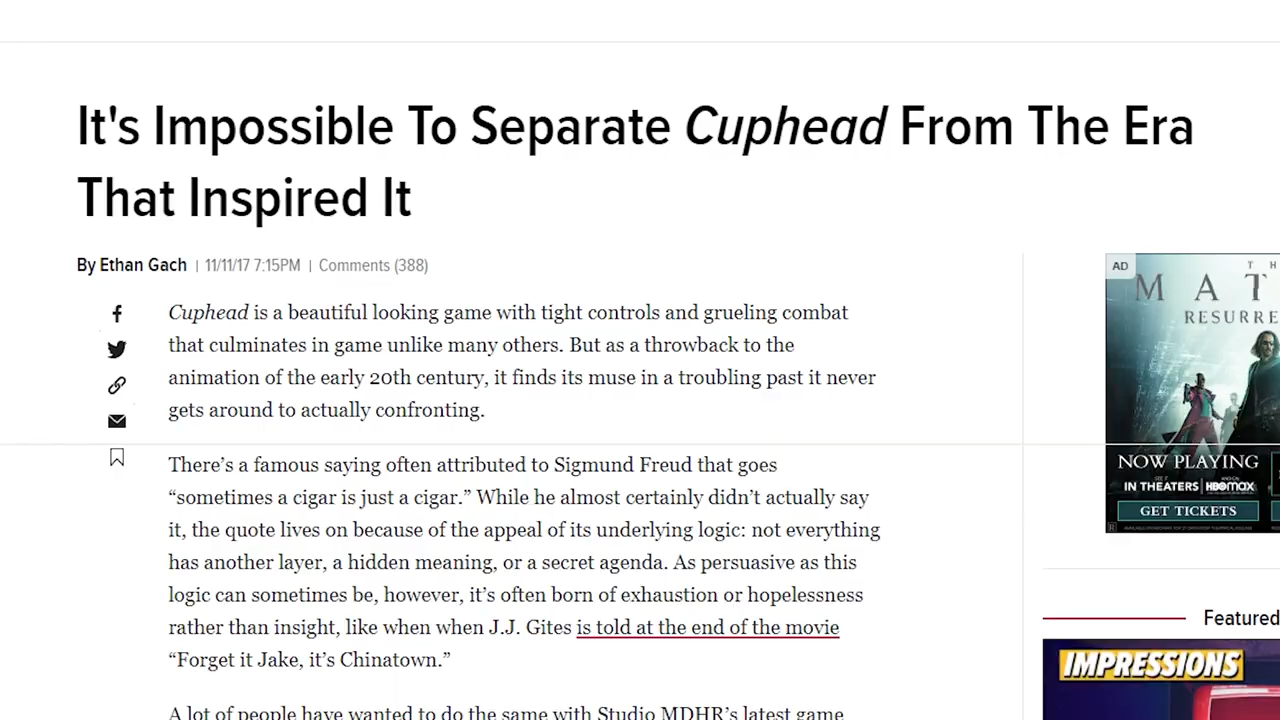 It's Impossible To Separate Cuphead From The Era
That Inspired It
By Ethan Gach | 11/11/17 7:15PM | Comments (388)
Cuphead is a beautiful looking game with tight controls and grueling combat
that culminates in game unlike many others. But as a throwback to the
animation of the early 20th century, it finds its muse in a troubling past it never
gets around to actually confronting.
There’s a famous saying often attributed to Sigmund Freud that goes
“sometimes a cigar is just a cigar.” While he almost certainly didn’t actually say
it, the quote lives on because of the appeal of its underlying logic: not everything
has another layer, a hidden meaning, or a secret agenda. As persuasive as this
logic can sometimes be, however, it’s often born of exhaustion or hopelessness
rather than insight, like when when J.J. Gites is told at the end of the movie
“Forget it Jake, it’s Chinatown.”
A lot of people have wanted to do the same with Studio MDHR’s latest game
AD
T H
M A T
RESURRE
NOW PLAYING
IN THEATERS | HBOMAX
GET TICKETS
Featured
IMPRESSIONS